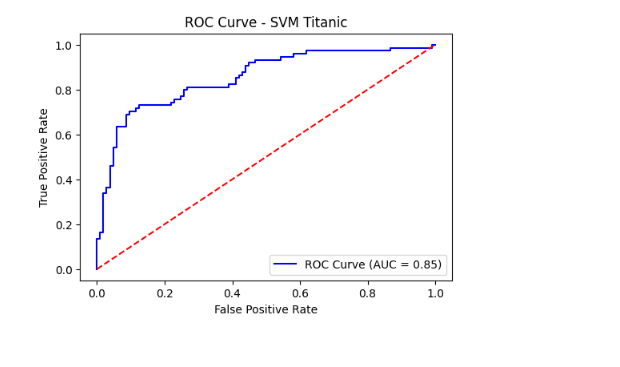 ROC Curve - SVM Titanic
1.0
0.8
0.6
0.4
0.2
0.0
True Positive Rate
ROC Curve (AUC = 0.85)
0.0 0.2 0.4 0.6 0.8 1.0
False Positive Rate